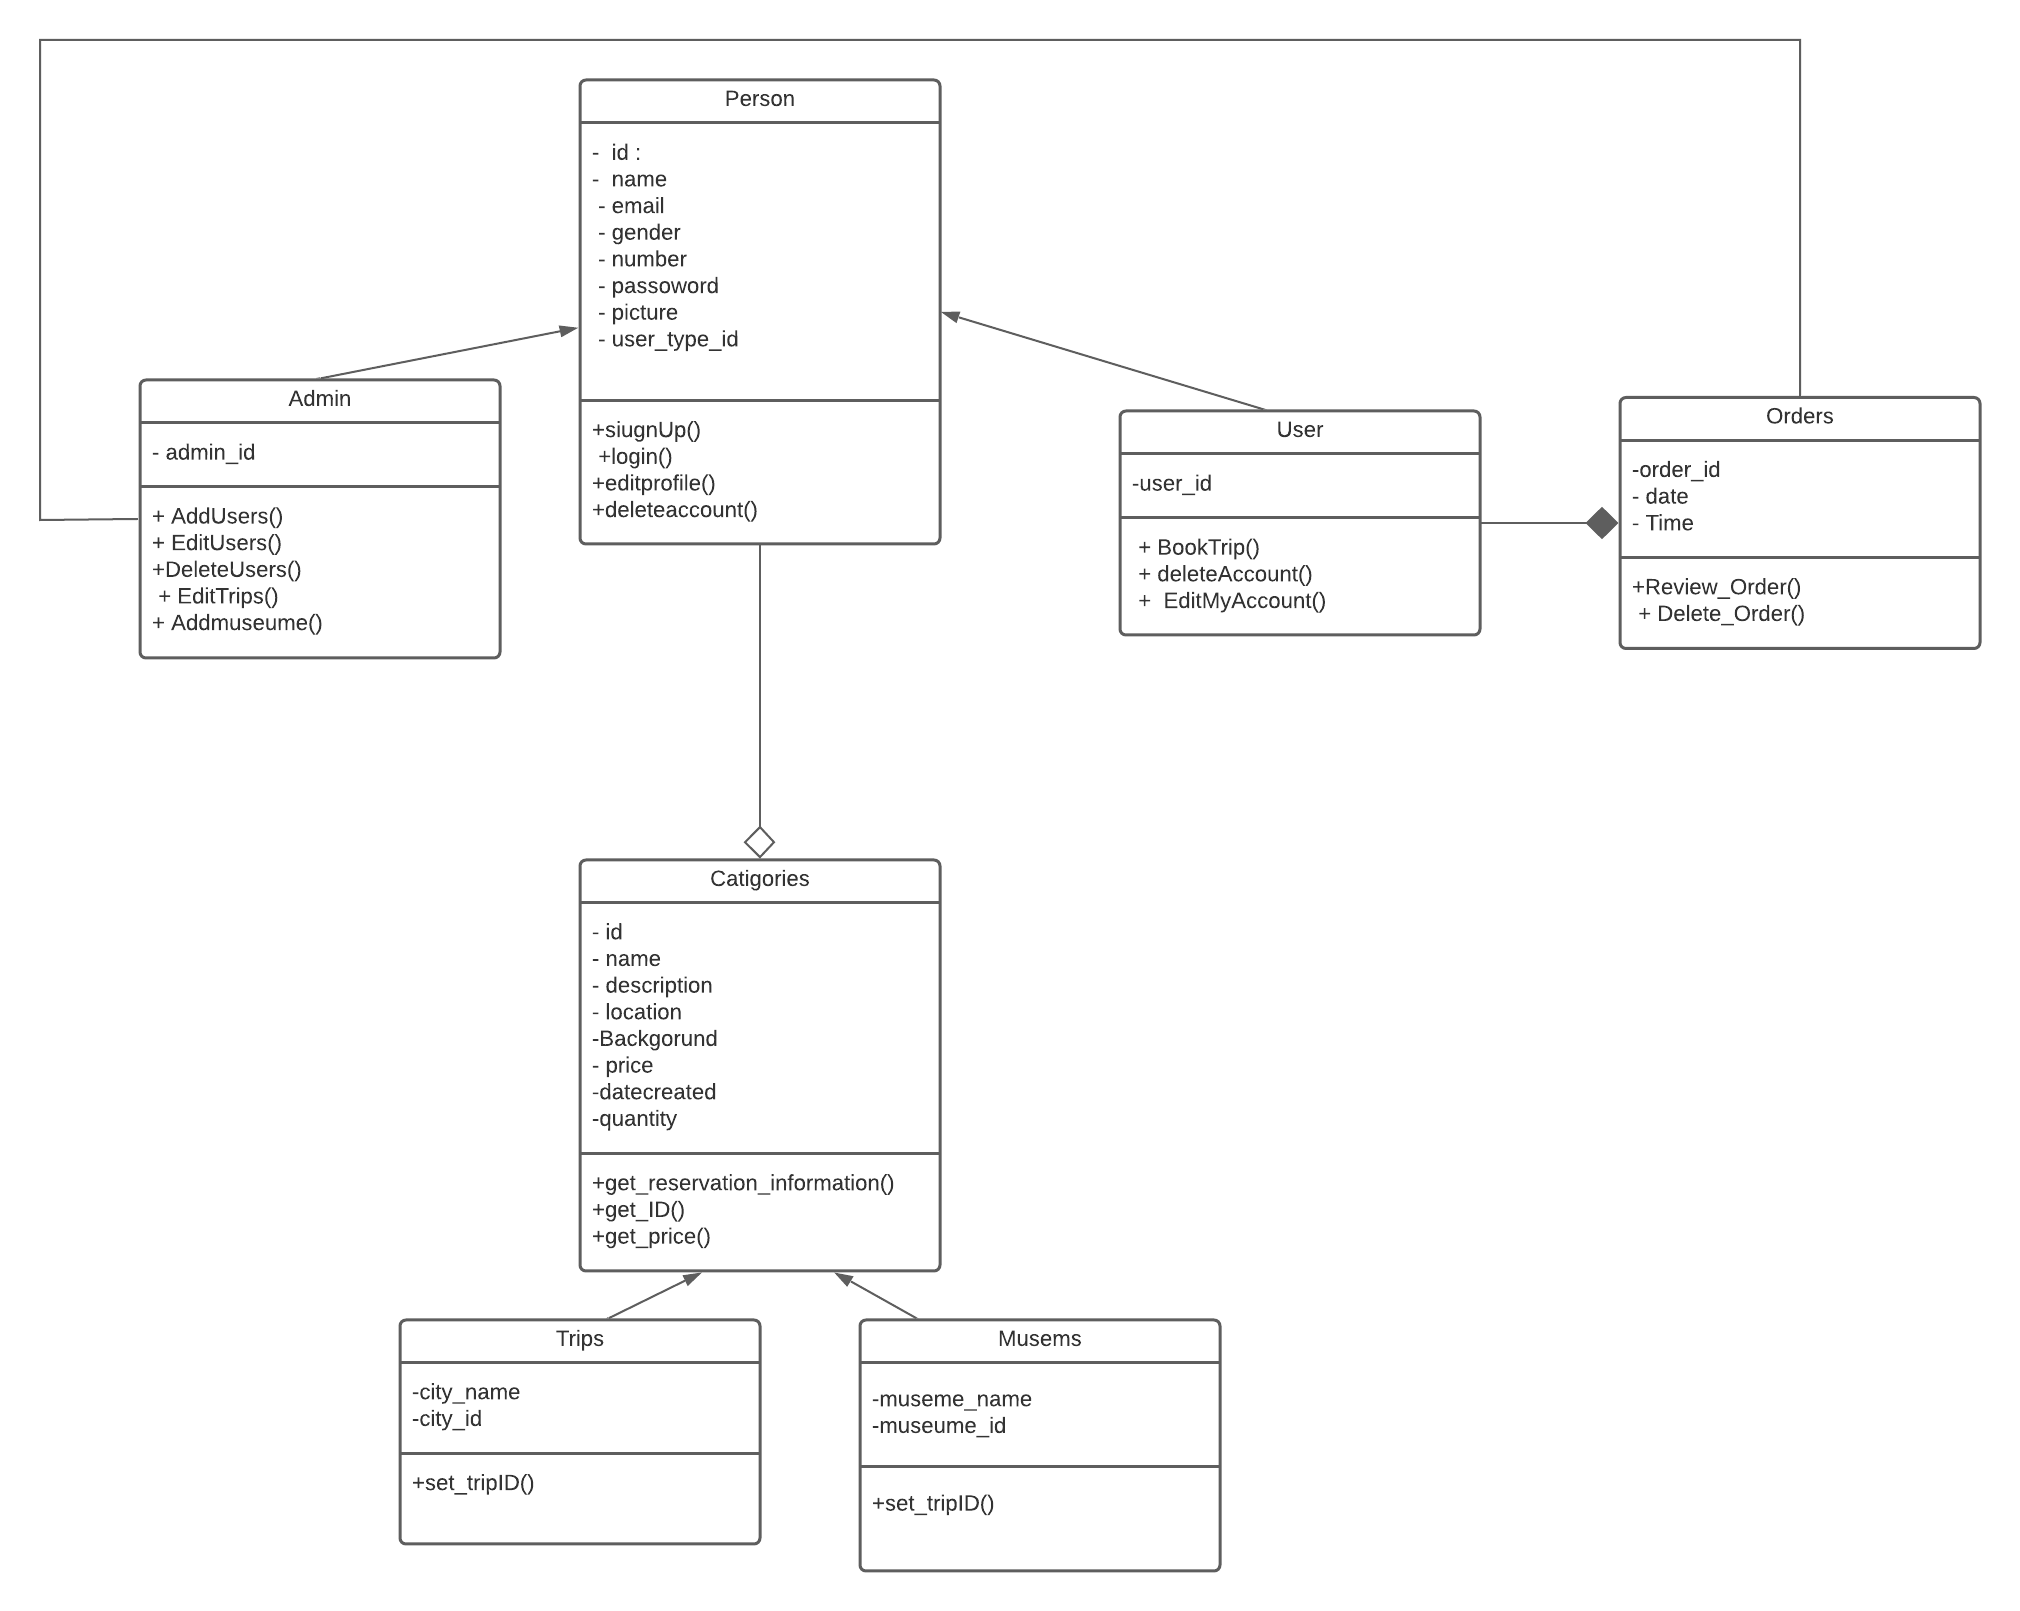 Person
-  id :
-  name
- email
- gender
- number
- passoword
- picture
- user_type_id
+siugnUp()
+login()
+editprofile()
+deleteaccount()
Admin
- admin_id
+ AddUsers()
+ EditUsers()
+DeleteUsers()
+ EditTrips()
+ Addmuseume()
User
-user_id
+ BookTrip()
+ deleteAccount()
+  EditMyAccount()
Orders
-order_id
- date
- Time
+Review_Order()
+ Delete_Order()
Catigories
- id
- name
- description
- location
-Backgorund
- price
-datecreated
-quantity
+get_reservation_information()
+get_ID()
+get_price()
Trips
-city_name
-city_id
+set_tripID()
Musems
-museme_name
-museume_id
+set_tripID()